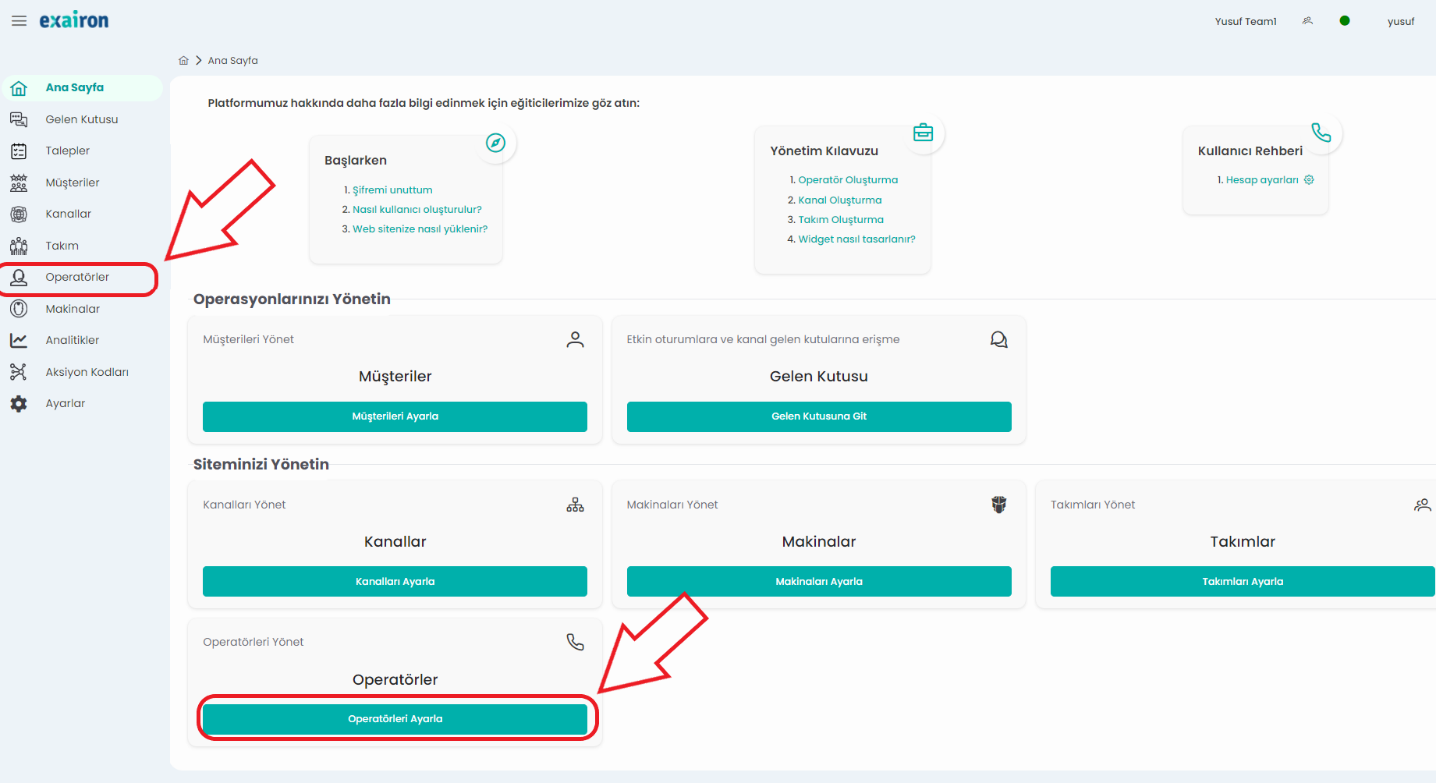 exairon
Yusuf Team1
yusuf
Ana Sayfa
Ana Sayfa
Gelen Kutusu
Talepler
Müşteriler
Kanallar
Takım
Operatörler
Makinalar
Analitikler
Aksiyon Kodları
Ayarlar
Platformumuz hakkında daha fazla bilgi edinmek için eğiticilerimize göz atın:
Başlarken
1. Şifremi unuttum
2. Nasıl kullanıcı oluşturulur?
3. Web sitenize nasıl yüklenir?
Yönetim Kılavuzu
1. Operatör Oluşturma
2. Kanal Oluşturma
3. Takım Oluşturma
4. Widget nasıl tasarlanır?
Kullanıcı Rehberi
1. Hesap ayarları
Operasyonlarınızı Yönetin
Müşterileri Yönet
Müşteriler
Müşterileri Ayarla
Etkin oturumlara ve kanal gelen kutularına erişme
Gelen Kutusu
Gelen Kutusuna Git
Siteminizi Yönetin
Kanalları Yönet
Kanallar
Kanalları Ayarla
Makinaları Yönet
Makinalar
Makinaları Ayarla
Takımları Yönet
Takımlar
Takımları Ayarla
Operatörleri Yönet
Operatörler
Operatörleri Ayarla